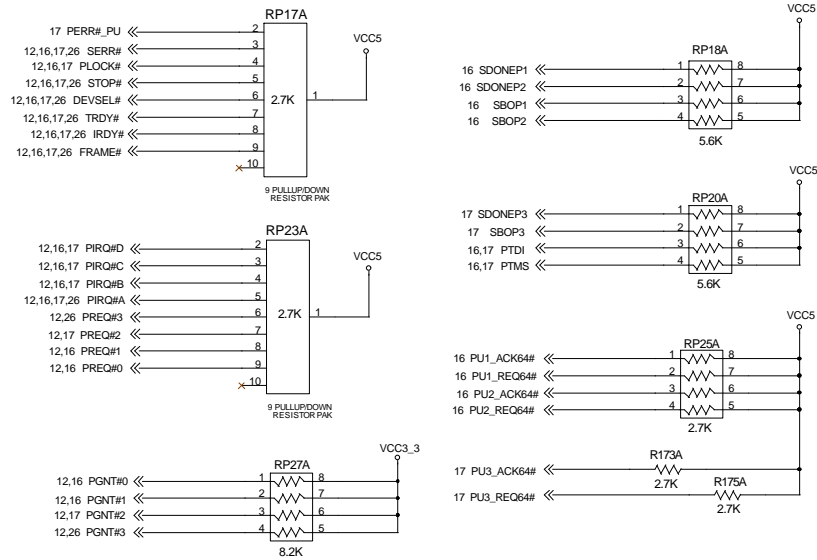 RP17A
VCC5
17 PERR#_PU 2
12,16,17,26 SERR# 3
12,16,17 PLOCK# 4
12,16,17,26 STOP# 5
12,16,17,26 DEVSEL# 6 2.7K 1
12,16,17,26 TRDY# 7
12,16,17,26 IRDY# 8
12,16,17,26 FRAME# 9
10
9 PULLUP/DOWN
RESISTOR PAK
RP23A
VCC5
12,16,17 PIRQ#D 2
12,16,17 PIRQ#C 3
12,16,17 PIRQ#B 4
12,16,17,26 PIRQ#A 5
12,26 PREQ#3 6 2.7K 1
12,17 PREQ#2 7
12,16 PREQ#1 8
12,16 PREQ#0 9
10
9 PULLUP/DOWN
RESISTOR PAK
VCC3_3
RP27A
12,16 PGNT#0 1 8
12,16 PGNT#1 2 7
12,17 PGNT#2 3 6
12,26 PGNT#3 4 5
8.2K
VCC5
RP18A
16 SDONEP1 1 8
16 SDONEP2 2 7
16 SBOP1 3 6
16 SBOP2 4 5
5.6K
VCC5
RP20A
17 SDONEP3 1 8
17 SBOP3 2 7
16,17 PTDI 3 6
16,17 PTMS 4 5
5.6K
VCC5
RP25A
16 PU1_ACK64# 1 8
16 PU1_REQ64# 2 7
16 PU2_ACK64# 3 6
16 PU2_REQ64# 4 5
2.7K
R173A
17 PU3_ACK64#
2.7K
R175A
17 PU3_REQ64#
2.7K